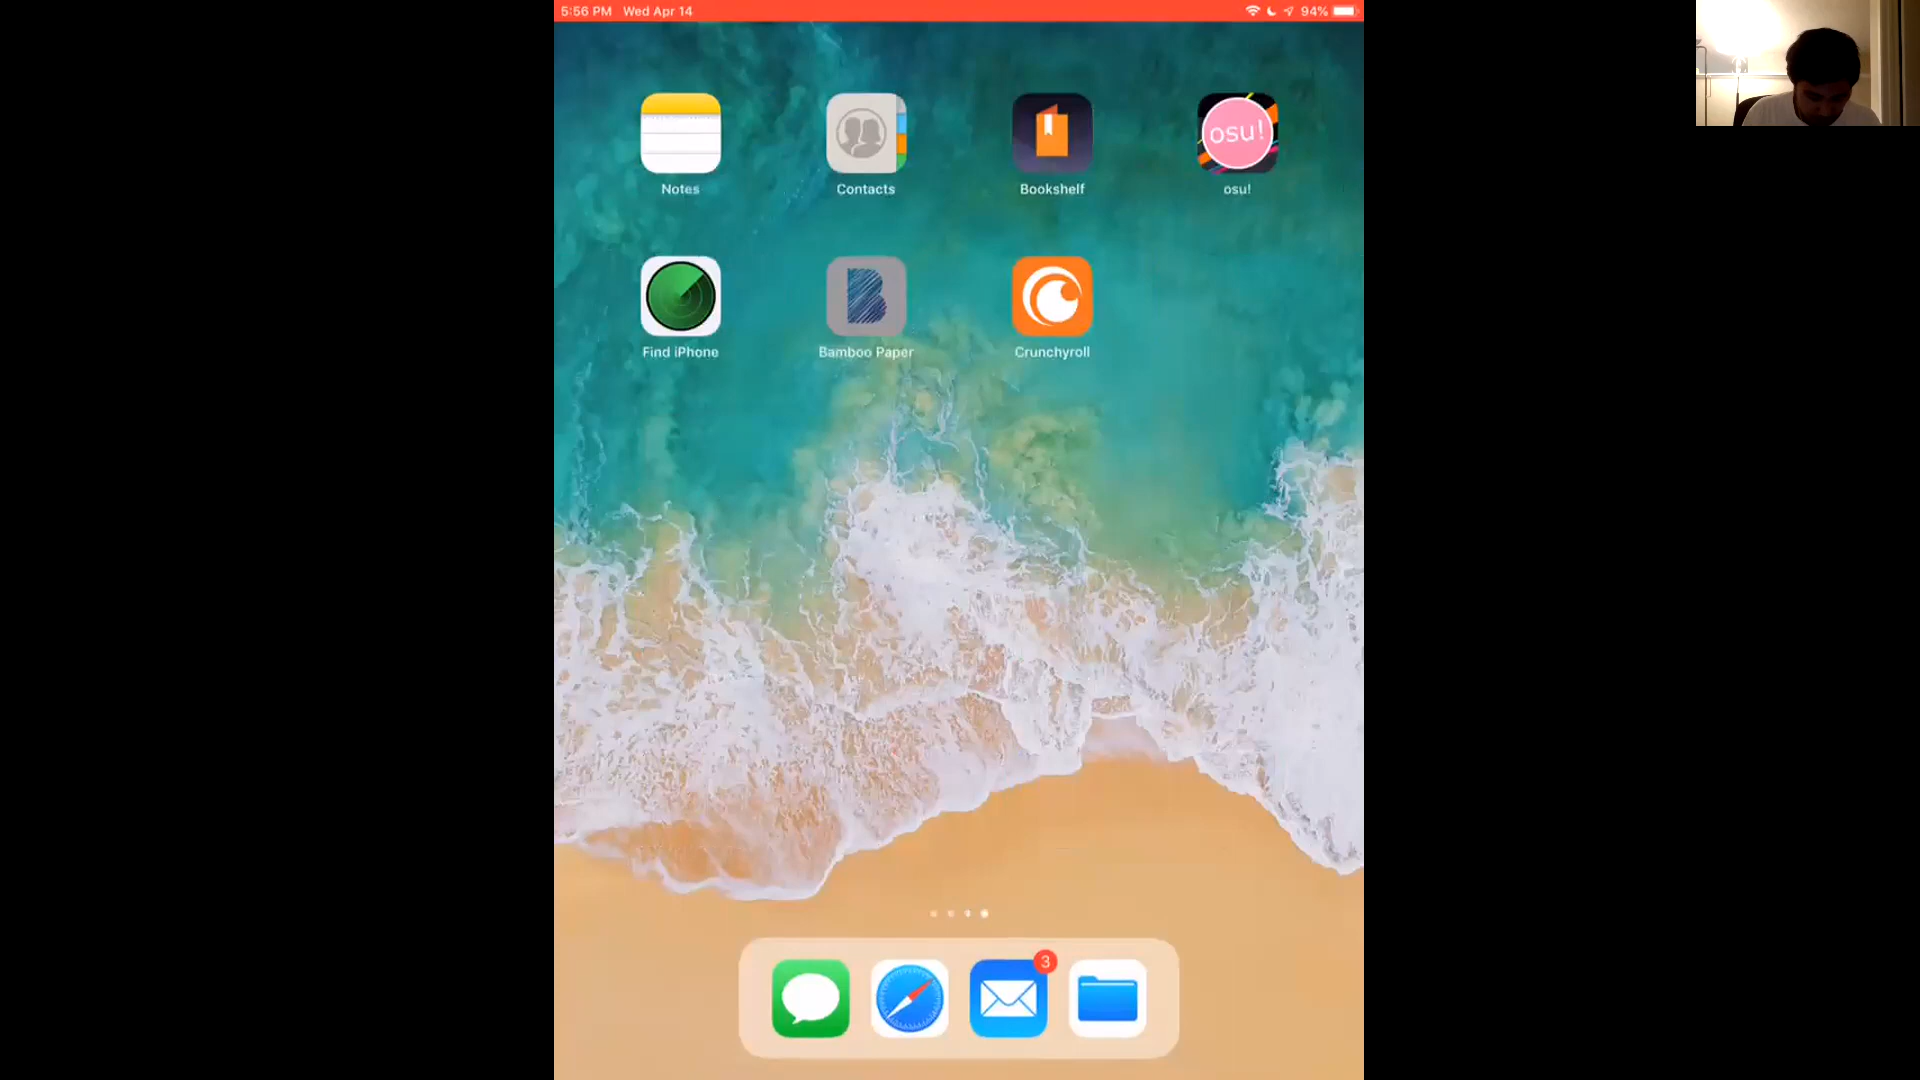 5:56 PM Wed Apr 14 94%
osu!
Notes Contacts Bookshelf osu!
B
Find iPhone Bamboo Paper Crunchyroll
3